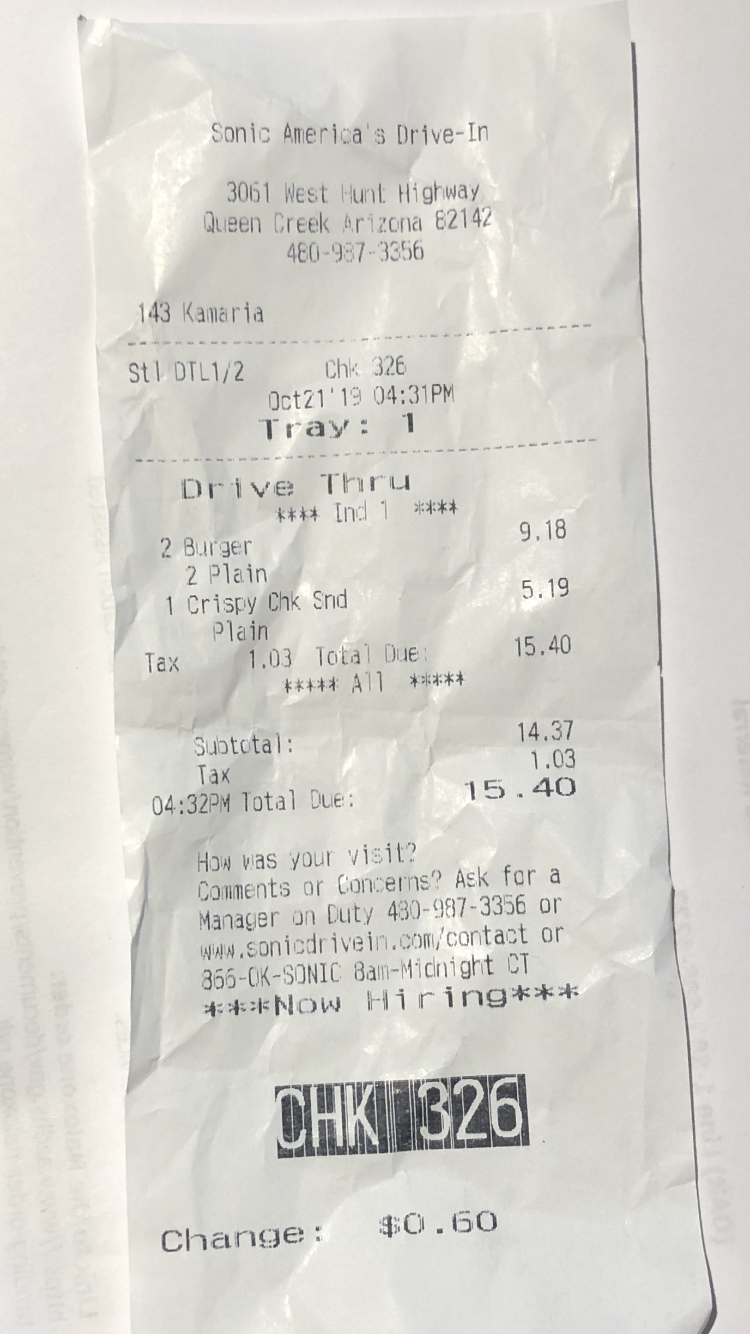 Sonic America's Drive-In
3061 West Hunt Highway
Queen Creek Arizona 82142
480-987-3356
143 Kamaria
Stl DTL1/2 Chk 326
Oct21'19 04:31PM
Tray: 1
Drive Thru
**** Ind 1 ****
2 Burger 9.18
2 Plain
1 Crispy Chk Snd 5.19
Plain
Tax 1.03 Total Due: 15.40
***** All *****
Subtotal: 14.37
Tax 1.03
04:32PM Total Due: 15.40
How was your visit?
Comments or Concerns? Ask for a
Manager on Duty 480-987-3356 or
www.sonicdrivein.com/contact or
866-OK-SONIC 8am-Midnight CT
***Now Hiring***
CHK 326
Change: $0.60